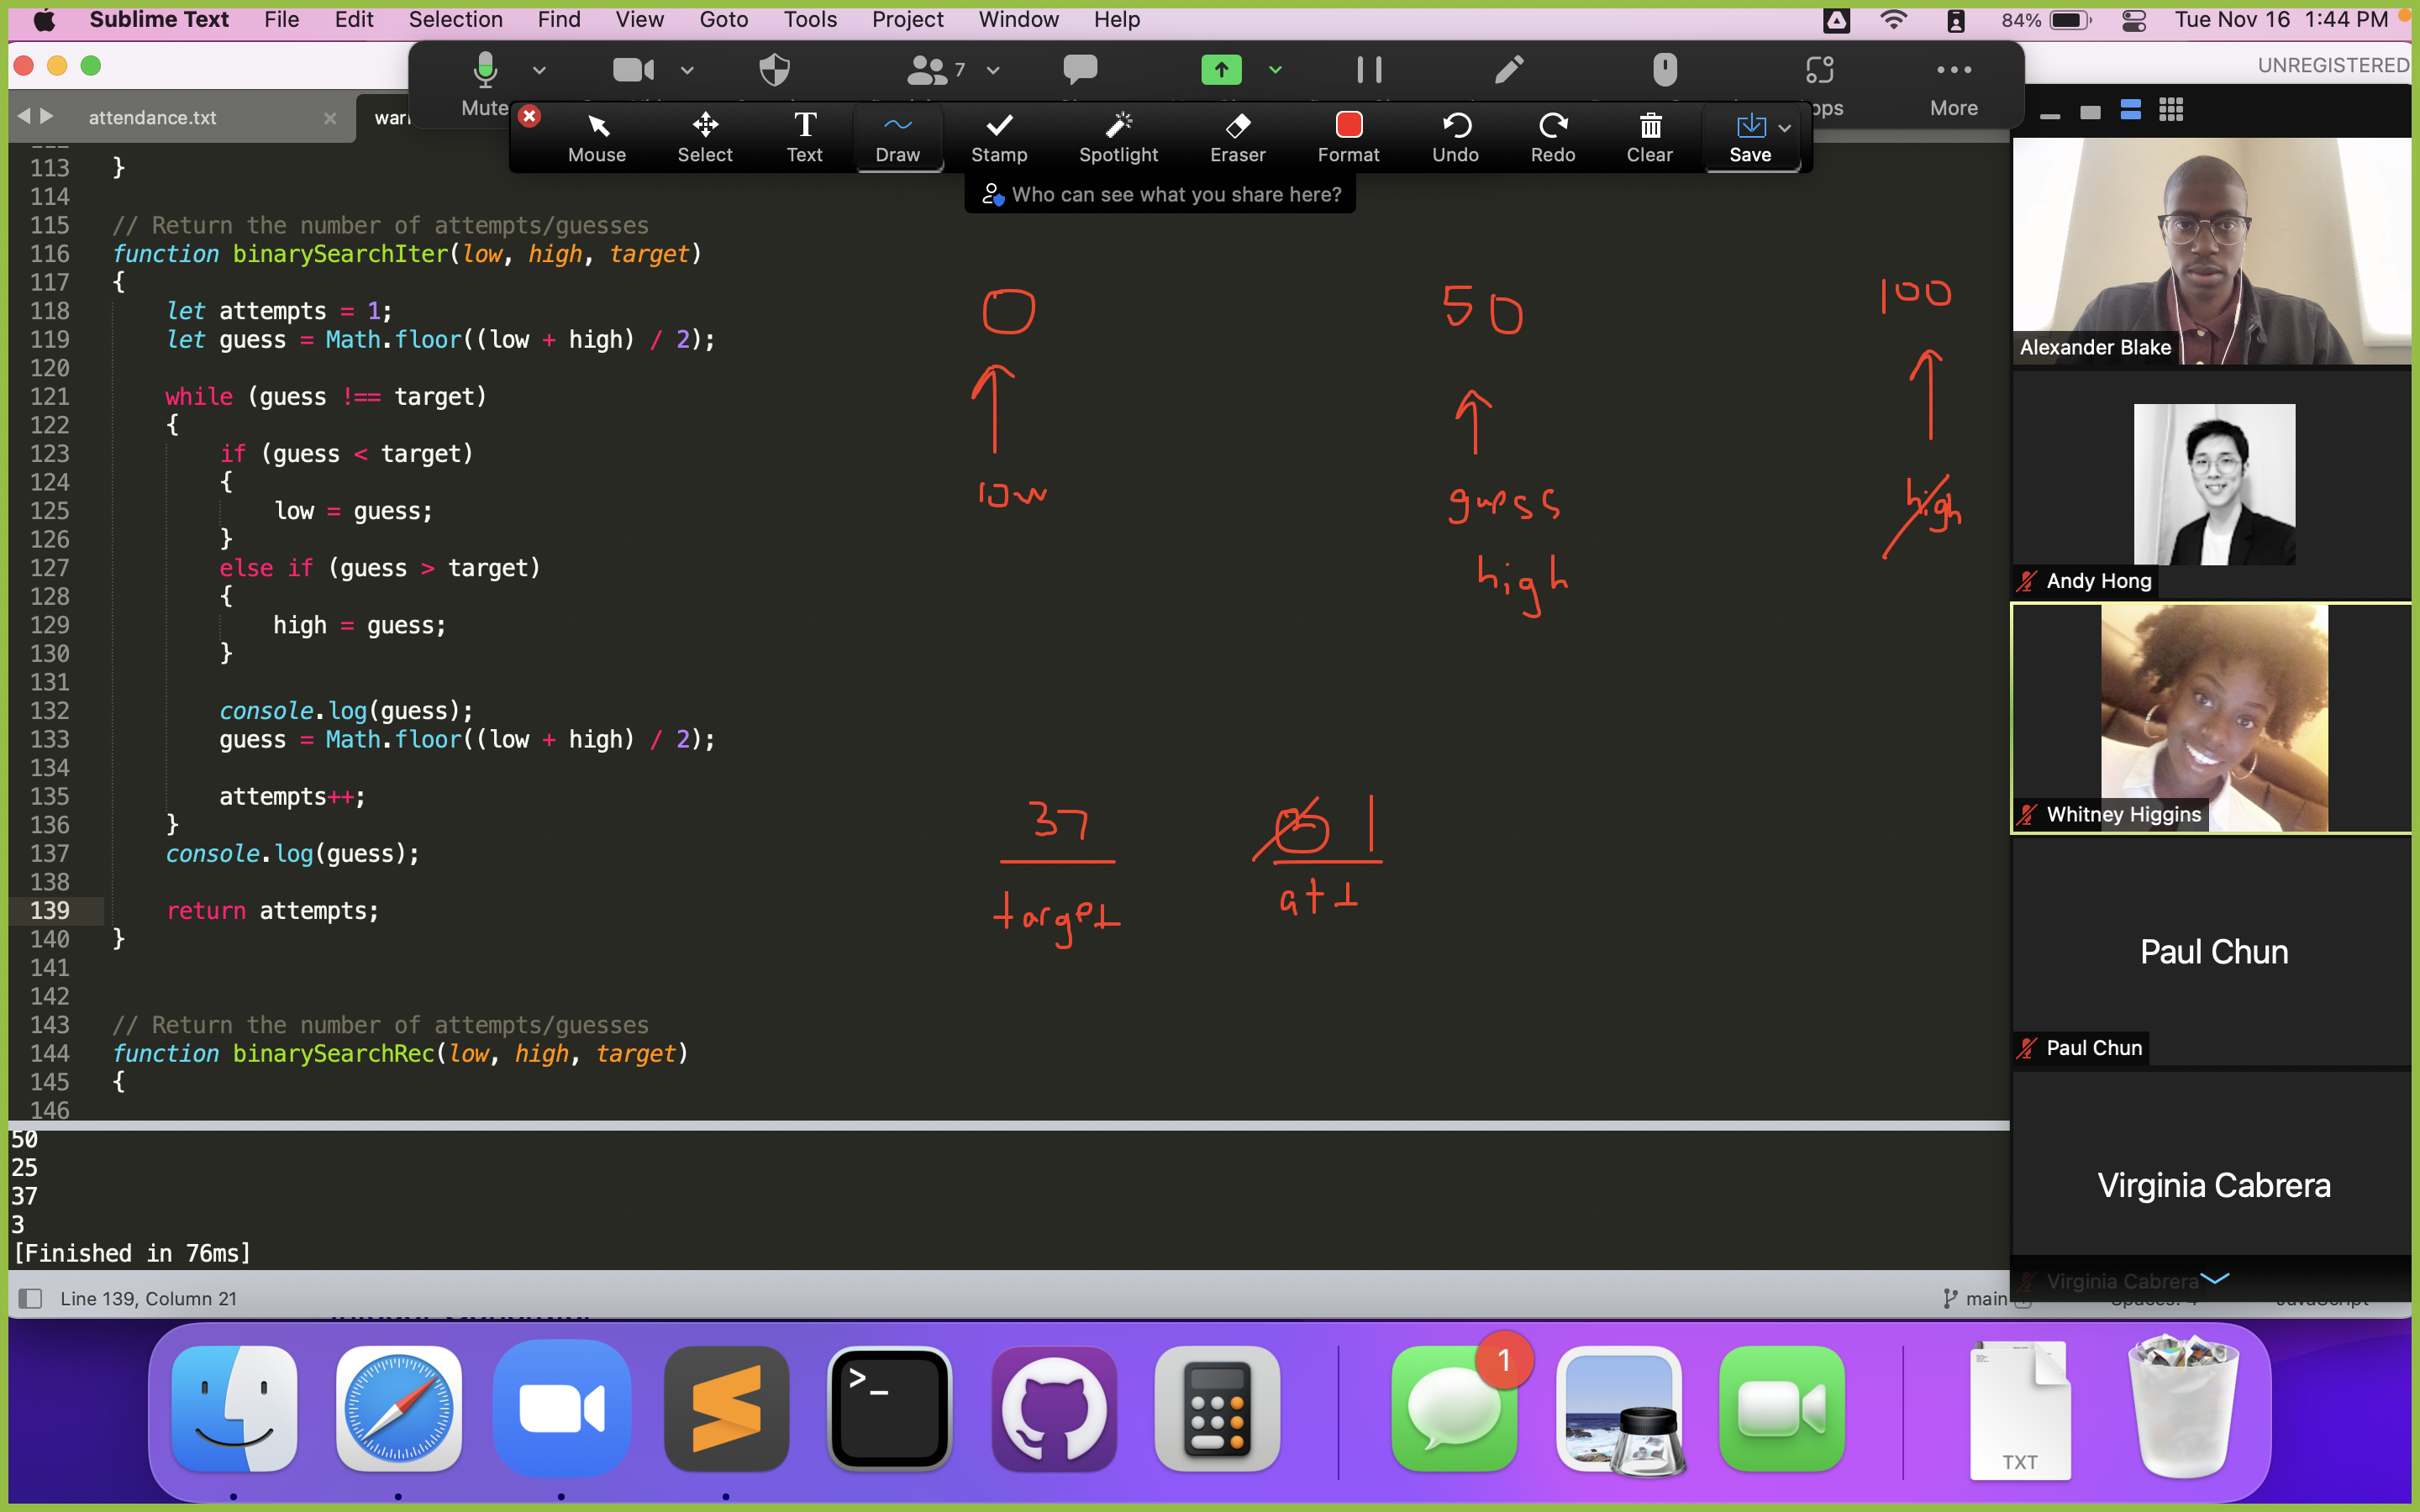 Sublime Text File Edit Selection Find View Goto Tools Project Window Help 84% Tue Nov 16 1:44 PM
UNREGISTERED
7
Mute More
attendance.txt
Mouse Select Text Draw Stamp Spotlight Eraser Format Undo Redo Clear Save
Who can see what you share here?
113 }
114
115 // Return the number of attempts/guesses
116 function binarySearchIter(low, high, target)
117 {
118 let attempts = 1;
119 let guess = Math.floor((low + high) / 2);
120
121 while (guess !== target)
122 {
123 if (guess < target)
124 {
125 low = guess;
126 }
127 else if (guess > target)
128 {
129 high = guess;
130 }
131
132 console.log(guess);
133 guess = Math.floor((low + high) / 2);
134
135 attempts++;
136 }
137 console.log(guess);
138
139 return attempts;
140 }
141
142
143 // Return the number of attempts/guesses
144 function binarySearchRec(low, high, target)
145 {
146
0 50 100
low guess high
high
37 1
target att
50
25
37
3
[Finished in 76ms]
Line 139, Column 21 main
Alexander Blake
Andy Hong
Whitney Higgins
Paul Chun
Paul Chun
Virginia Cabrera
Virginia Cabrera
>_
1
TXT